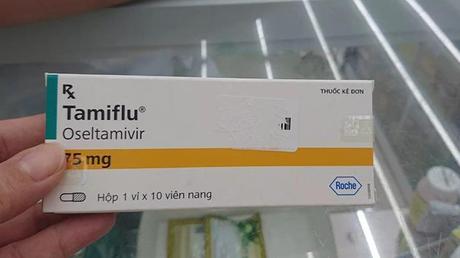 Rx
THUỐC KÊ ĐƠN
Tamiflu®
Oseltamivir
75 mg
Hộp 1 vỉ x 10 viên nang
Roche